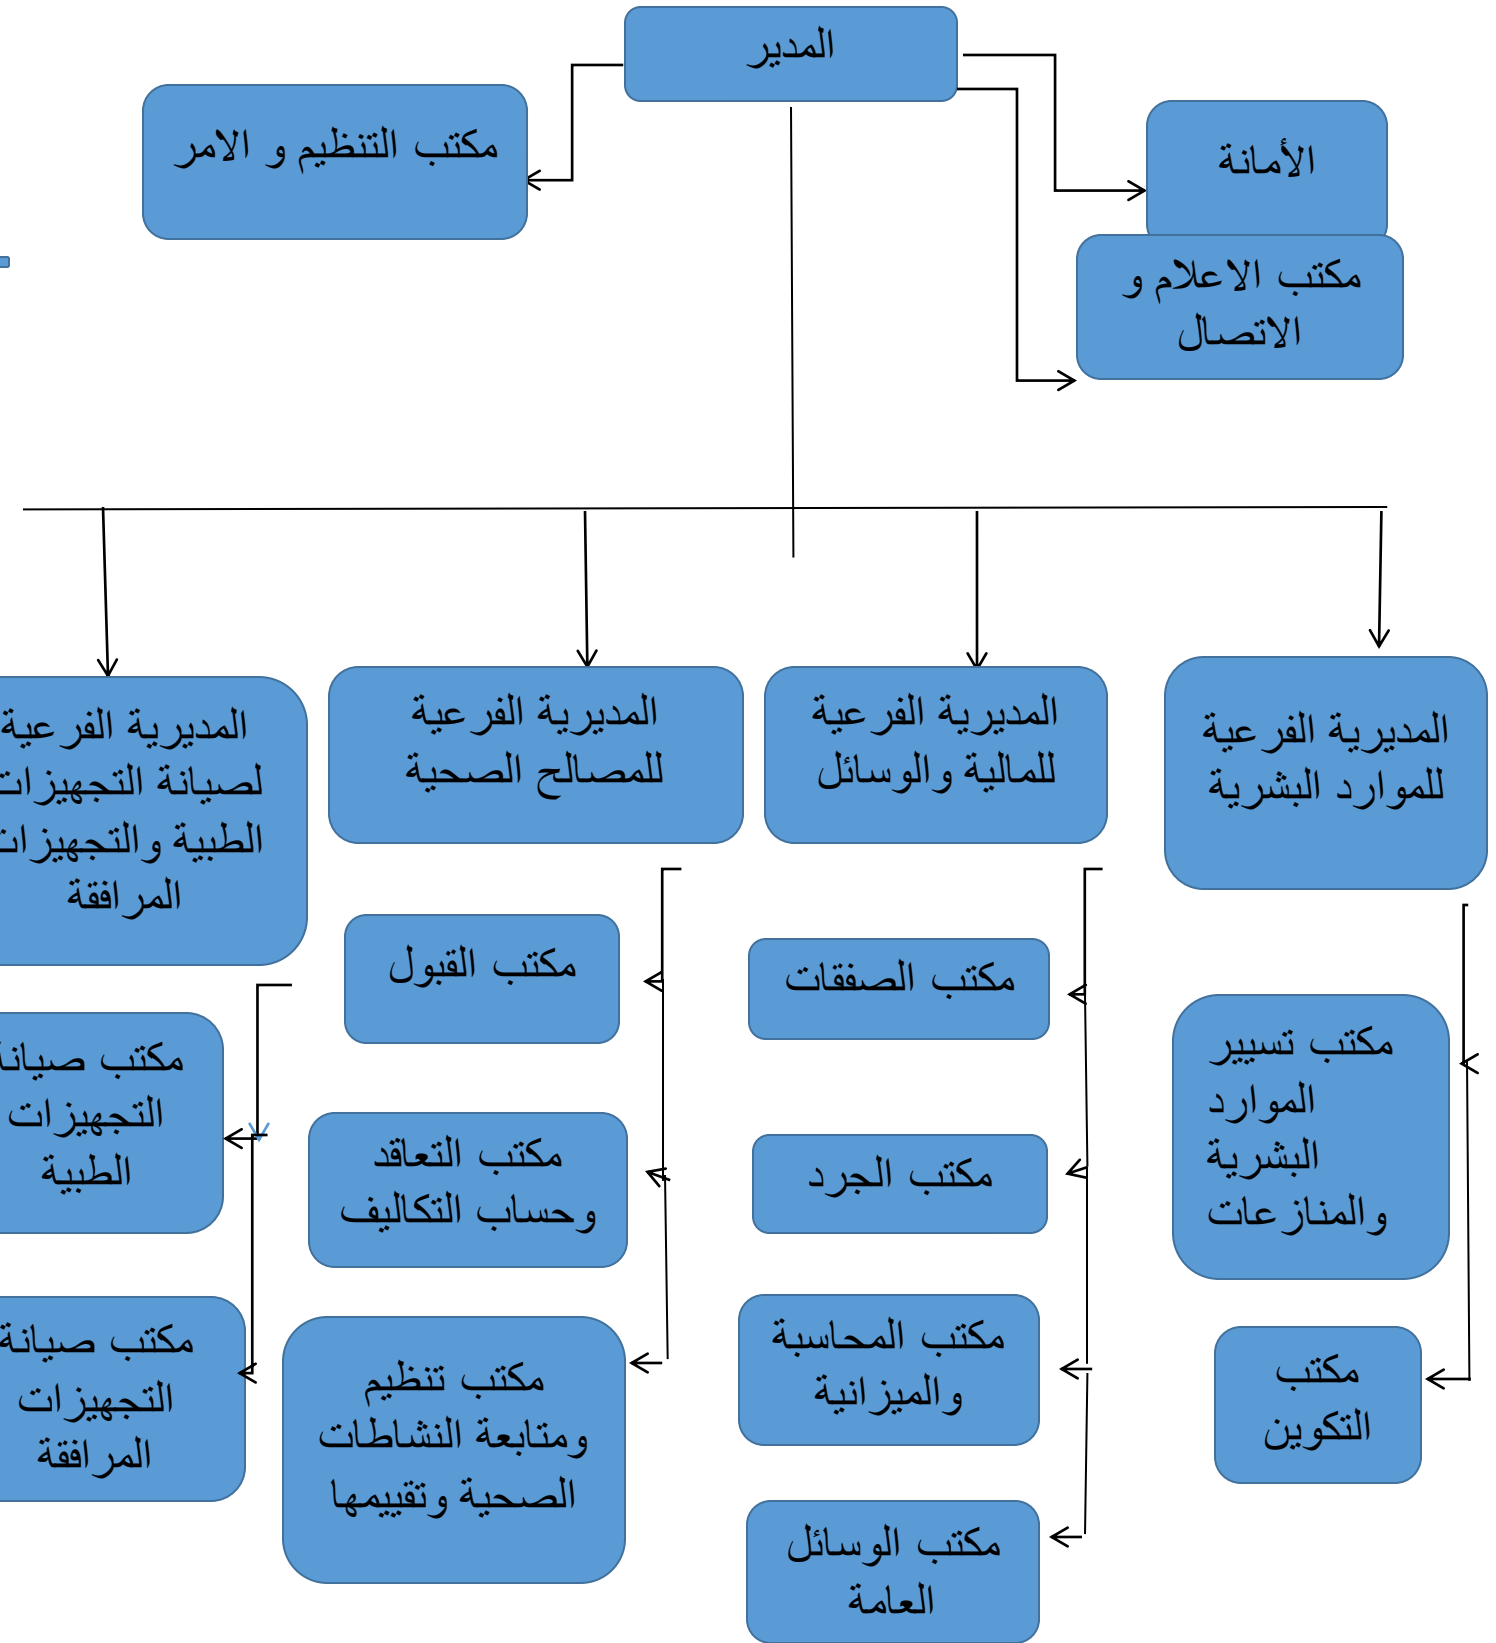 المدير
مكتب التنظيم و الامر
الأمانة
مكتب الاعلام و
الاتصال
المديرية الفرعية
للموارد البشرية
المديرية الفرعية
للمالية والوسائل
المديرية الفرعية
للمصالح الصحية
المديرية الفرعية
لصيانة التجهيزات
الطبية والتجهيزات
المرافقة
مكتب تسيير
الموارد
البشرية
والمنازعات
مكتب
التكوين
مكتب الصفقات
مكتب الجرد
مكتب المحاسبة
والميزانية
مكتب الوسائل
العامة
مكتب القبول
مكتب التعاقد
وحساب التكاليف
مكتب تنظيم
ومتابعة النشاطات
الصحية وتقييمها
مكتب صيانة
التجهيزات
الطبية
مكتب صيانة
التجهيزات
المرافقة